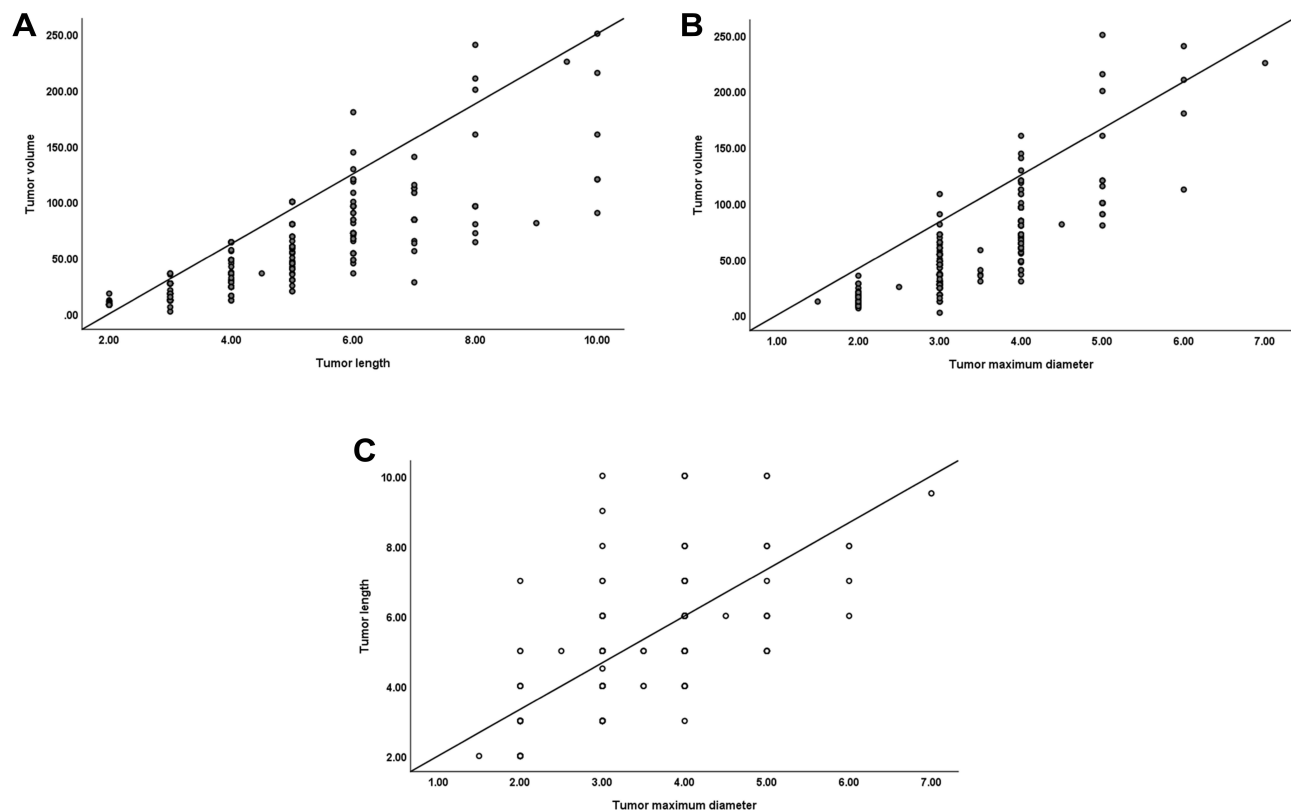 A
250.00
200.00
150.00
100.00
50.00
.00
Tumor volume
2.00 4.00 6.00 8.00 10.00
Tumor length
B
250.00
200.00
150.00
100.00
50.00
.00
Tumor volume
1.00 2.00 3.00 4.00 5.00 6.00 7.00
Tumor maximum diameter
C
10.00
8.00
6.00
4.00
2.00
Tumor length
1.00 2.00 3.00 4.00 5.00 6.00 7.00
Tumor maximum diameter